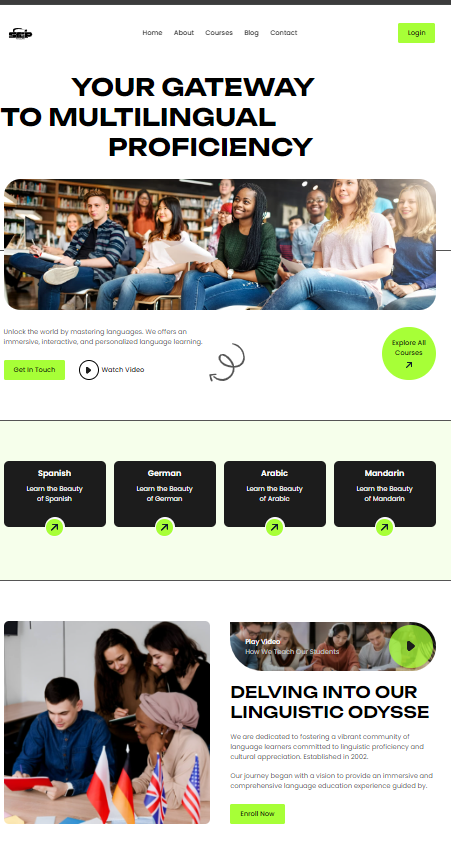 Home About Courses Blog Contact Login
YOUR GATEWAY
TO MULTILINGUAL
PROFICIENCY
Unlock the world by mastering languages. We offers an
immersive, interactive, and personalized language learning.
Get In Touch Watch Video
Explore All
Courses
Spanish
Learn the Beauty
of Spanish
German
Learn the Beauty
of German
Arabic
Learn the Beauty
of Arabic
Mandarin
Learn the Beauty
of Mandarin
Play Video
How We Teach Our Students
DELVING INTO OUR
LINGUISTIC ODYSSE
We are dedicated to fostering a vibrant community of
language learners committed to linguistic proficiency and
cultural appreciation. Established in 2002.
Our journey began with a vision to provide an immersive and
comprehensive language education experience guided by.
Enroll Now